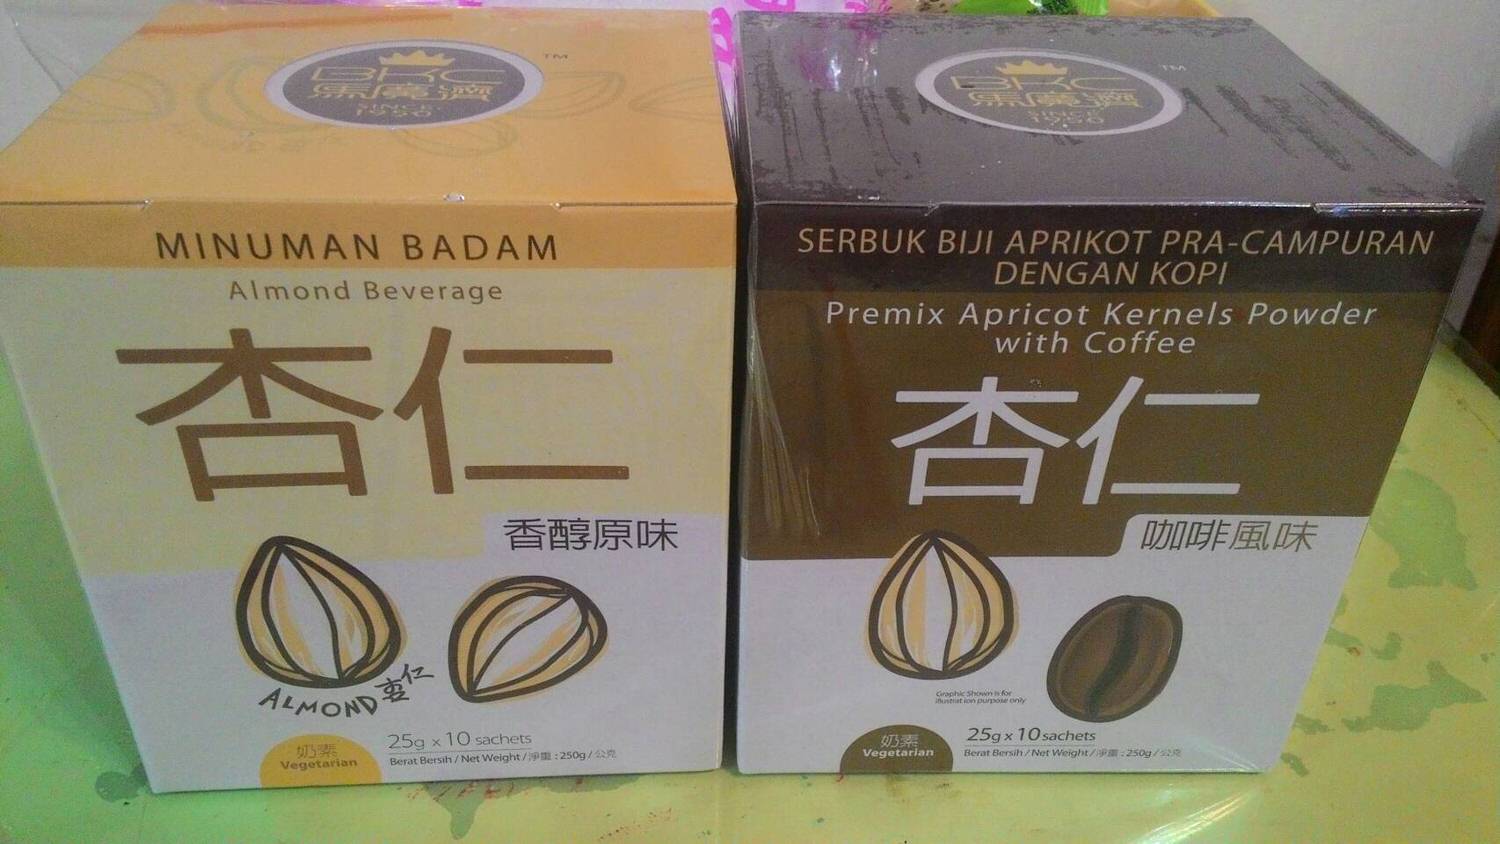 BKC
馬廣濟
SINCE
1950
TM
MINUMAN BADAM
Almond Beverage
杏仁
香醇原味
ALMOND 杏仁
奶素
Vegetarian
25g x 10 sachets
Berat Bersih / Net Weight / 淨重 : 250g / 公克
BKC
馬廣濟
SINCE
1950
TM
SERBUK BIJI APRIKOT PRA-CAMPURAN
DENGAN KOPI
Premix Apricot Kernels Powder
with Coffee
杏仁
咖啡風味
Graphic Shown is for
illustration purpose only
奶素
Vegetarian
25g x 10 sachets
Berat Bersih / Net Weight / 淨重 : 250g / 公克